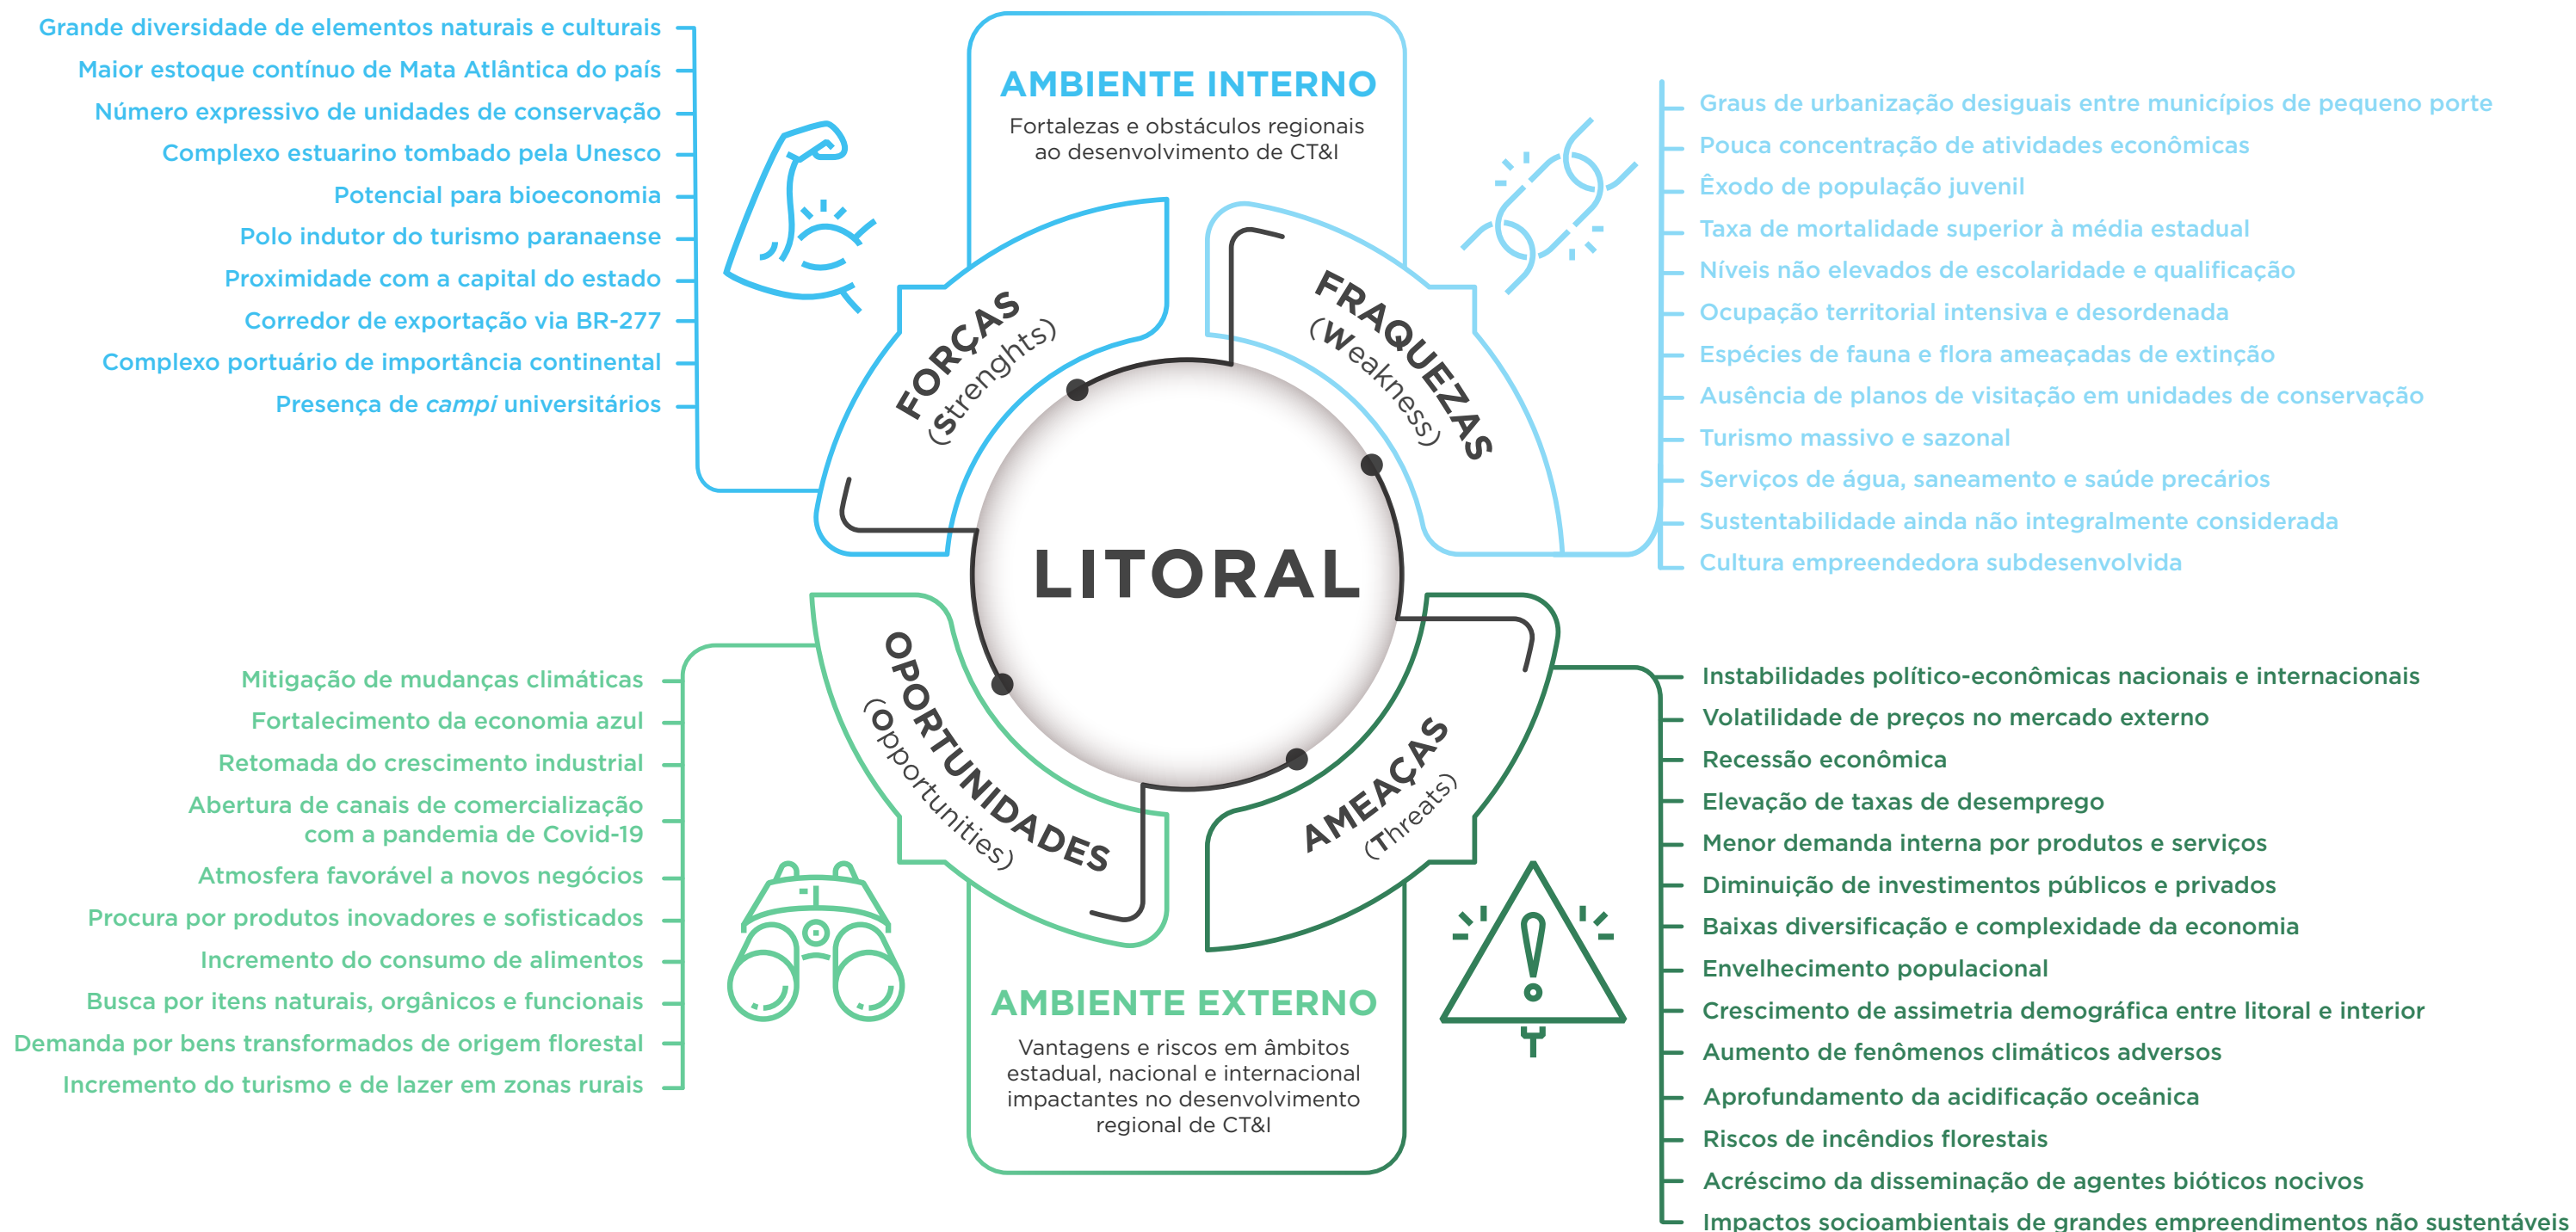 AMBIENTE INTERNO
Fortalezas e obstáculos regionais
ao desenvolvimento de CT&I
FORÇAS
(strenghts)
Grande diversidade de elementos naturais e culturais
Maior estoque contínuo de Mata Atlântica do país
Número expressivo de unidades de conservação
Complexo estuarino tombado pela Unesco
Potencial para bioeconomia
Polo indutor do turismo paranaense
Proximidade com a capital do estado
Corredor de exportação via BR-277
Complexo portuário de importância continental
Presença de campi universitários
FRAQUEZAS
(Weakness)
Graus de urbanização desiguais entre municípios de pequeno porte
Pouca concentração de atividades econômicas
Êxodo de população juvenil
Taxa de mortalidade superior à média estadual
Níveis não elevados de escolaridade e qualificação
Ocupação territorial intensiva e desordenada
Espécies de fauna e flora ameaçadas de extinção
Ausência de planos de visitação em unidades de conservação
Turismo massivo e sazonal
Serviços de água, saneamento e saúde precários
Sustentabilidade ainda não integralmente considerada
Cultura empreendedora subdesenvolvida
LITORAL
OPORTUNIDADES
(Opportunities)
Mitigação de mudanças climáticas
Fortalecimento da economia azul
Retomada do crescimento industrial
Abertura de canais de comercialização
com a pandemia de Covid-19
Atmosfera favorável a novos negócios
Procura por produtos inovadores e sofisticados
Incremento do consumo de alimentos
Busca por itens naturais, orgânicos e funcionais
Demanda por bens transformados de origem florestal
Incremento do turismo e de lazer em zonas rurais
AMEAÇAS
(Threats)
Instabilidades político-econômicas nacionais e internacionais
Volatilidade de preços no mercado externo
Recessão econômica
Elevação de taxas de desemprego
Menor demanda interna por produtos e serviços
Diminuição de investimentos públicos e privados
Baixas diversificação e complexidade da economia
Envelhecimento populacional
Crescimento de assimetria demográfica entre litoral e interior
Aumento de fenômenos climáticos adversos
Aprofundamento da acidificação oceânica
Riscos de incêndios florestais
Acréscimo da disseminação de agentes bióticos nocivos
Impactos socioambientais de grandes empreendimentos não sustentáveis
AMBIENTE EXTERNO
Vantagens e riscos em âmbitos
estadual, nacional e internacional
impactantes no desenvolvimento
regional de CT&I